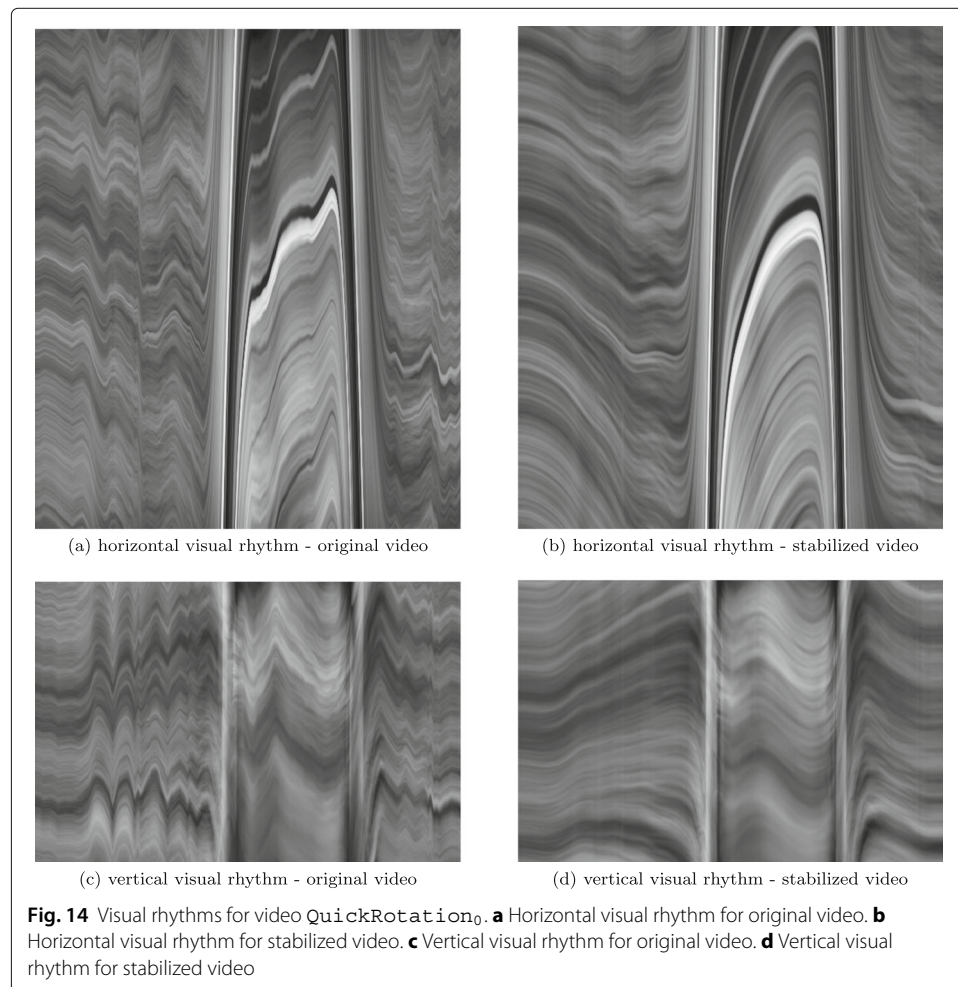 (a) horizontal visual rhythm - original video
(b) horizontal visual rhythm - stabilized video
(c) vertical visual rhythm - original video
(d) vertical visual rhythm - stabilized video
Fig. 14 Visual rhythms for video QuickRotation₀. a Horizontal visual rhythm for original video. b
Horizontal visual rhythm for stabilized video. c Vertical visual rhythm for original video. d Vertical visual
rhythm for stabilized video